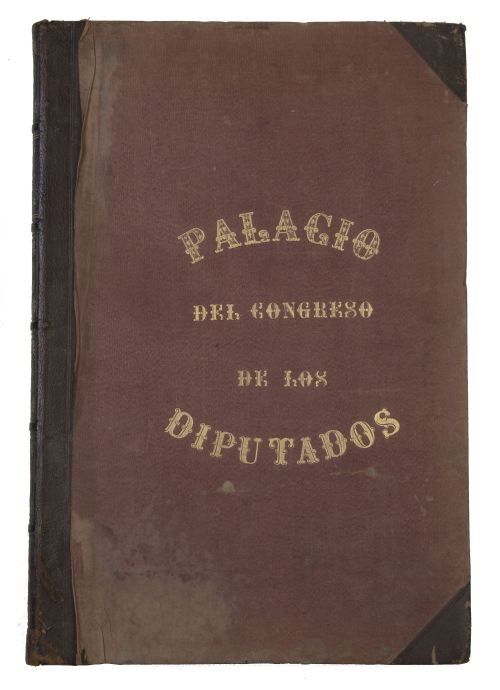 PALACIO
DEL CONGRESO
DE LOS
DIPUTADOS